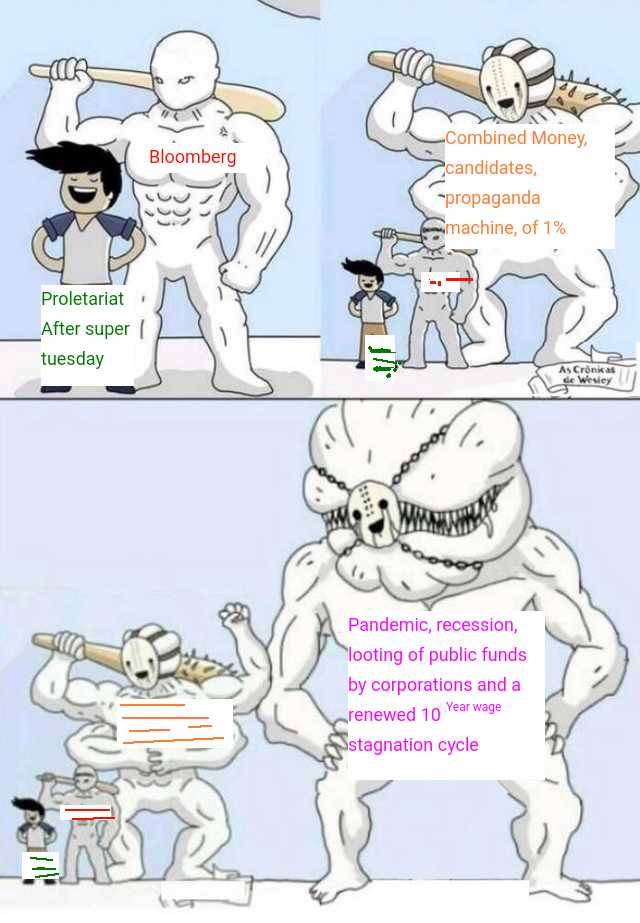 Bloomberg
Proletariat
After super
tuesday
Combined Money,
candidates,
propaganda
machine, of 1%
As Crônicas
de Wesley
Pandemic, recession,
looting of public funds
by corporations and a
renewed 10 Year wage
stagnation cycle